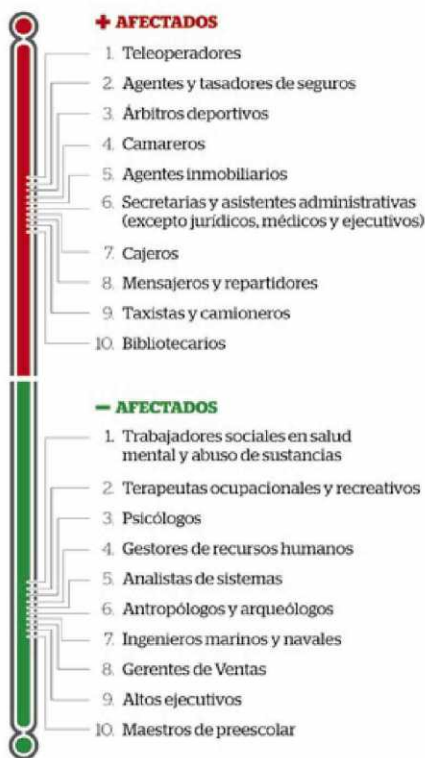 + AFECTADOS
1. Teleoperadores
2. Agentes y tasadores de seguros
3. Árbitros deportivos
4. Camareros
5. Agentes inmobiliarios
6. Secretarias y asistentes administrativas
(excepto jurídicos, médicos y ejecutivos)
7. Cajeros
8. Mensajeros y repartidores
9. Taxistas y camioneros
10. Bibliotecarios
− AFECTADOS
1. Trabajadores sociales en salud
mental y abuso de sustancias
2. Terapeutas ocupacionales y recreativos
3. Psicólogos
4. Gestores de recursos humanos
5. Analistas de sistemas
6. Antropólogos y arqueólogos
7. Ingenieros marinos y navales
8. Gerentes de Ventas
9. Altos ejecutivos
10. Maestros de preescolar